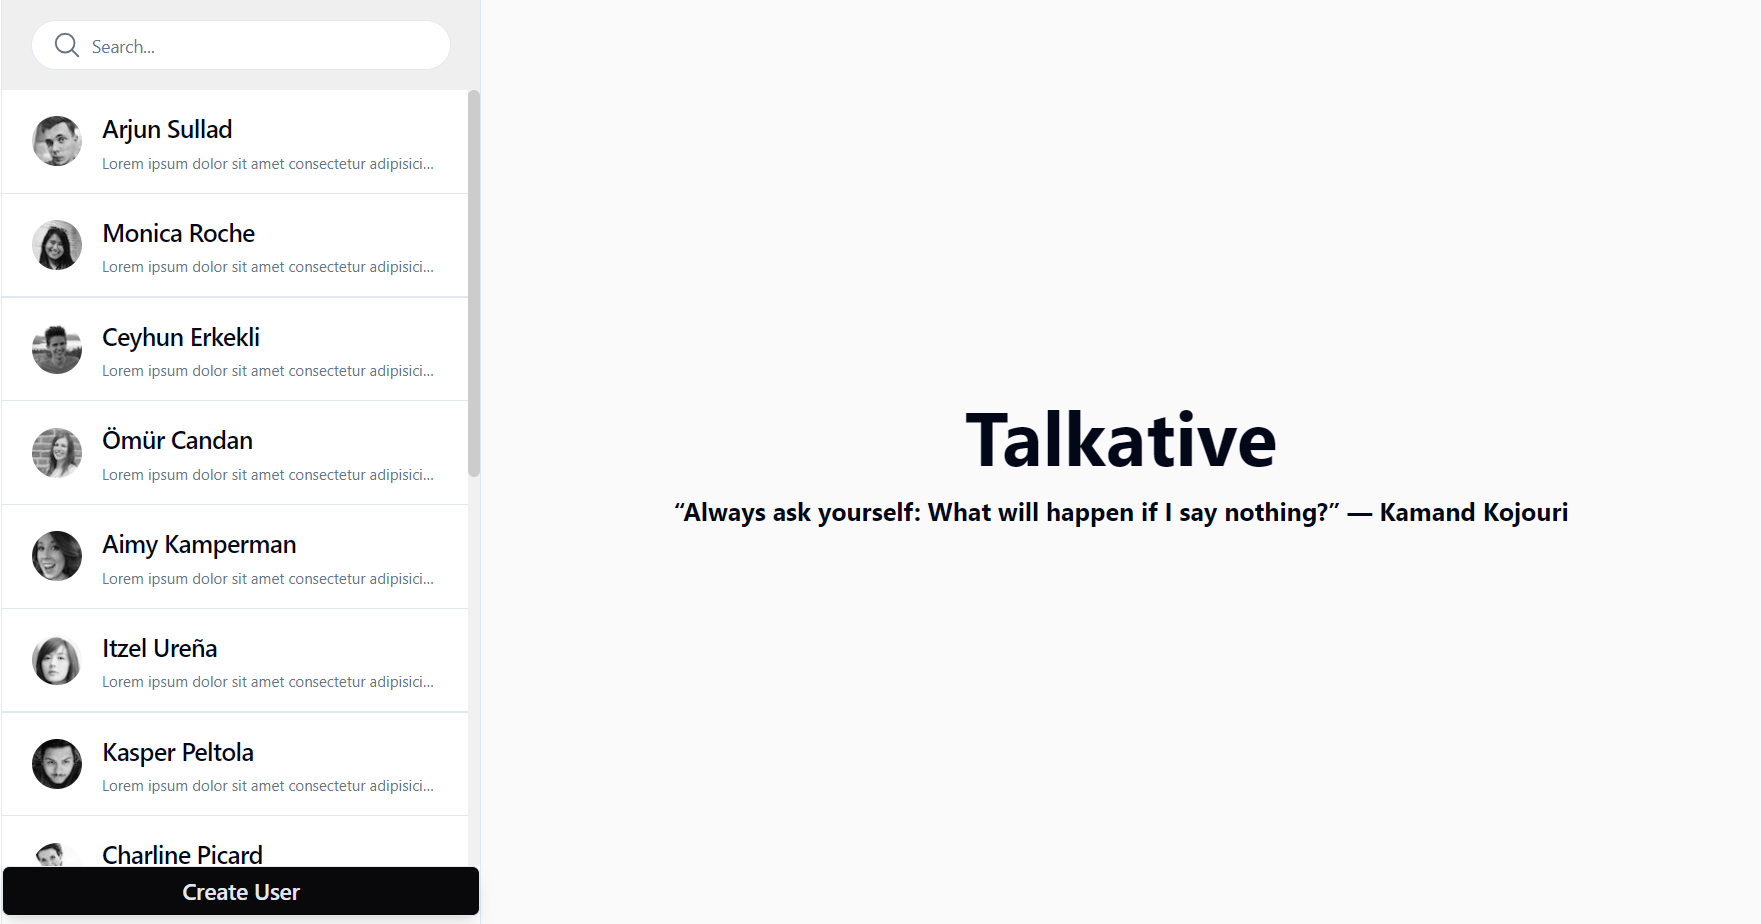 Search...
Arjun Sullad
Lorem ipsum dolor sit amet consectetur adipisici...
Monica Roche
Lorem ipsum dolor sit amet consectetur adipisici...
Ceyhun Erkekli
Lorem ipsum dolor sit amet consectetur adipisici...
Ömür Candan
Lorem ipsum dolor sit amet consectetur adipisici...
Aimy Kamperman
Lorem ipsum dolor sit amet consectetur adipisici...
Itzel Ureña
Lorem ipsum dolor sit amet consectetur adipisici...
Kasper Peltola
Lorem ipsum dolor sit amet consectetur adipisici...
Charline Picard
Create User
Talkative
“Always ask yourself: What will happen if I say nothing?” — Kamand Kojouri